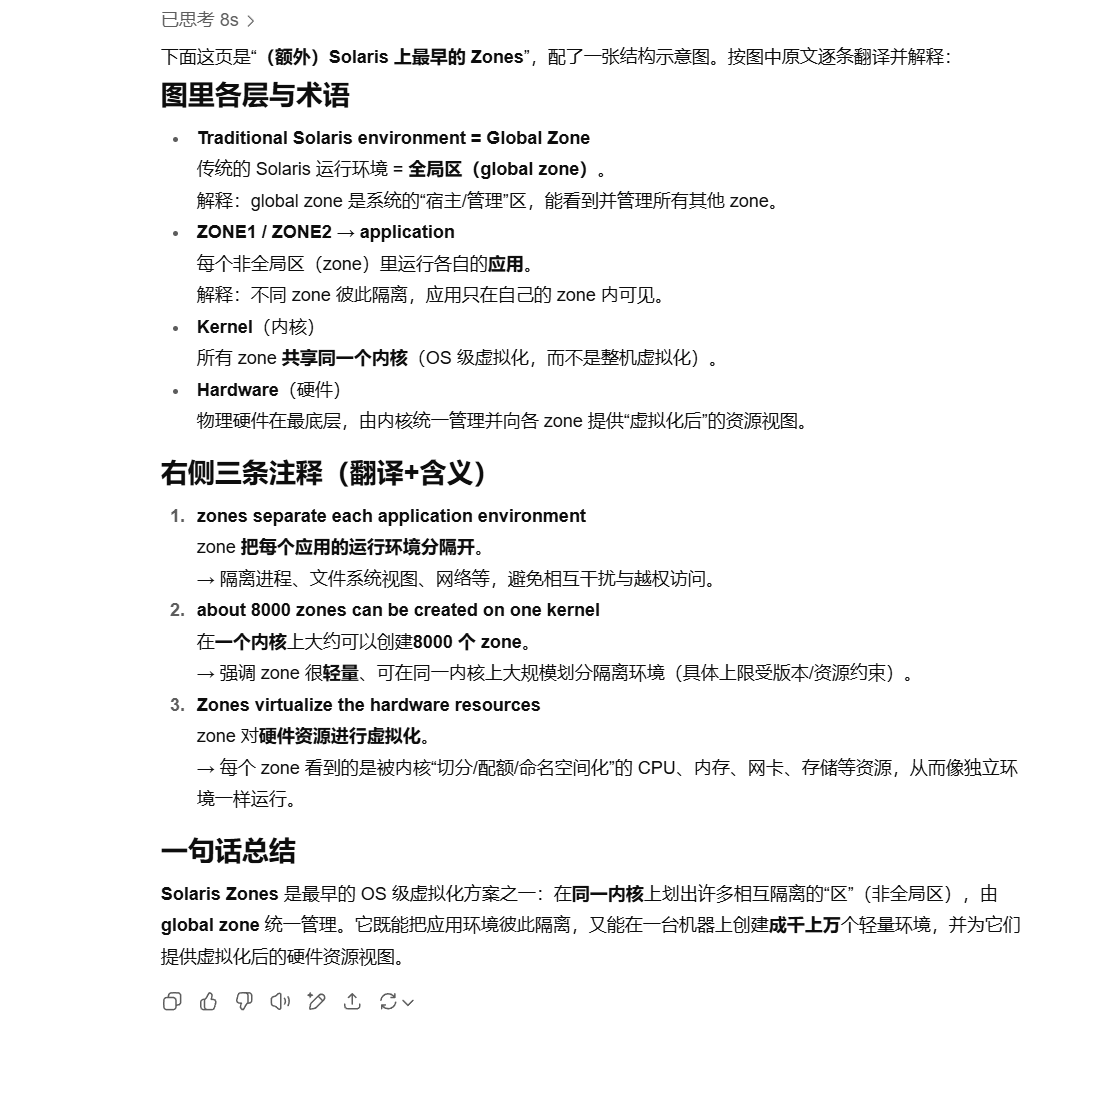 已思考 8s
下面这页是“（额外）Solaris 上最早的 Zones”，配了一张结构示意图。按图中原文逐条翻译并解释：
图里各层与术语
• Traditional Solaris environment = Global Zone
传统的 Solaris 运行环境 = 全局区（global zone）。
解释：global zone 是系统的“宿主/管理”区，能看到并管理所有其他 zone。
• ZONE1 / ZONE2 → application
每个非全局区（zone）里运行各自的应用。
解释：不同 zone 彼此隔离，应用只在自己的 zone 内可见。
• Kernel（内核）
所有 zone 共享同一个内核（OS 级虚拟化，而不是整机虚拟化）。
• Hardware（硬件）
物理硬件在最底层，由内核统一管理并向各 zone 提供“虚拟化后”的资源视图。
右侧三条注释（翻译+含义）
1. zones separate each application environment
zone 把每个应用的运行环境分隔开。
→ 隔离进程、文件系统视图、网络等，避免相互干扰与越权访问。
2. about 8000 zones can be created on one kernel
在一个内核上大约可以创建8000 个 zone。
→ 强调 zone 很轻量、可在同一内核上大规模划分隔离环境（具体上限受版本/资源约束）。
3. Zones virtualize the hardware resources
zone 对硬件资源进行虚拟化。
→ 每个 zone 看到的是被内核“切分/配额/命名空间化”的 CPU、内存、网卡、存储等资源，从而像独立环
境一样运行。
一句话总结
Solaris Zones 是最早的 OS 级虚拟化方案之一：在同一内核上划出许多相互隔离的“区”（非全局区），由
global zone 统一管理。它既能把应用环境彼此隔离，又能在一台机器上创建成千上万个轻量环境，并为它们
提供虚拟化后的硬件资源视图。